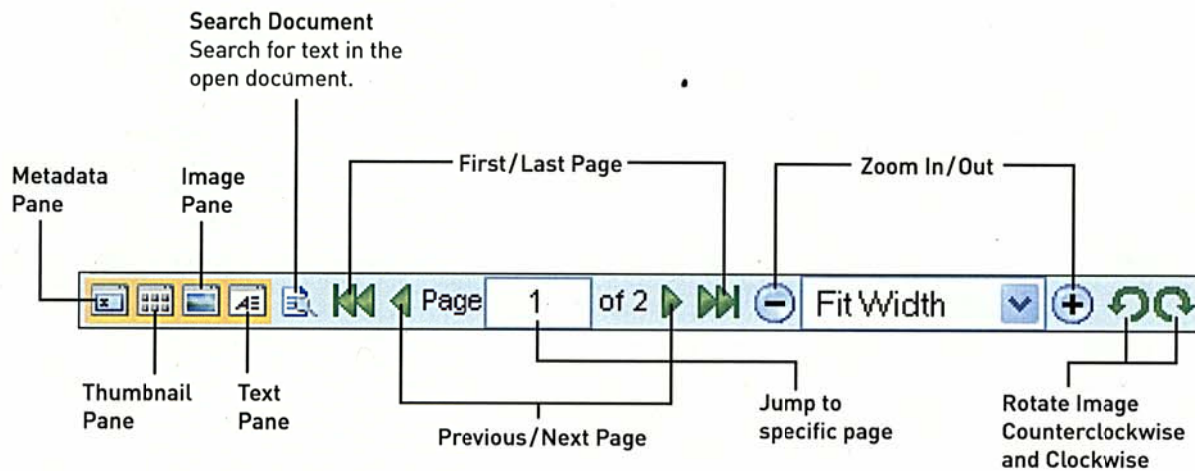 Search Document
Search for text in the
open document.
First/Last Page
Zoom In/Out
Metadata
Pane
Image
Pane
Page 1 of 2 Fit Width
Thumbnail
Pane
Text
Pane
Previous/Next Page
Jump to
specific page
Rotate Image
Counterclockwise
and Clockwise